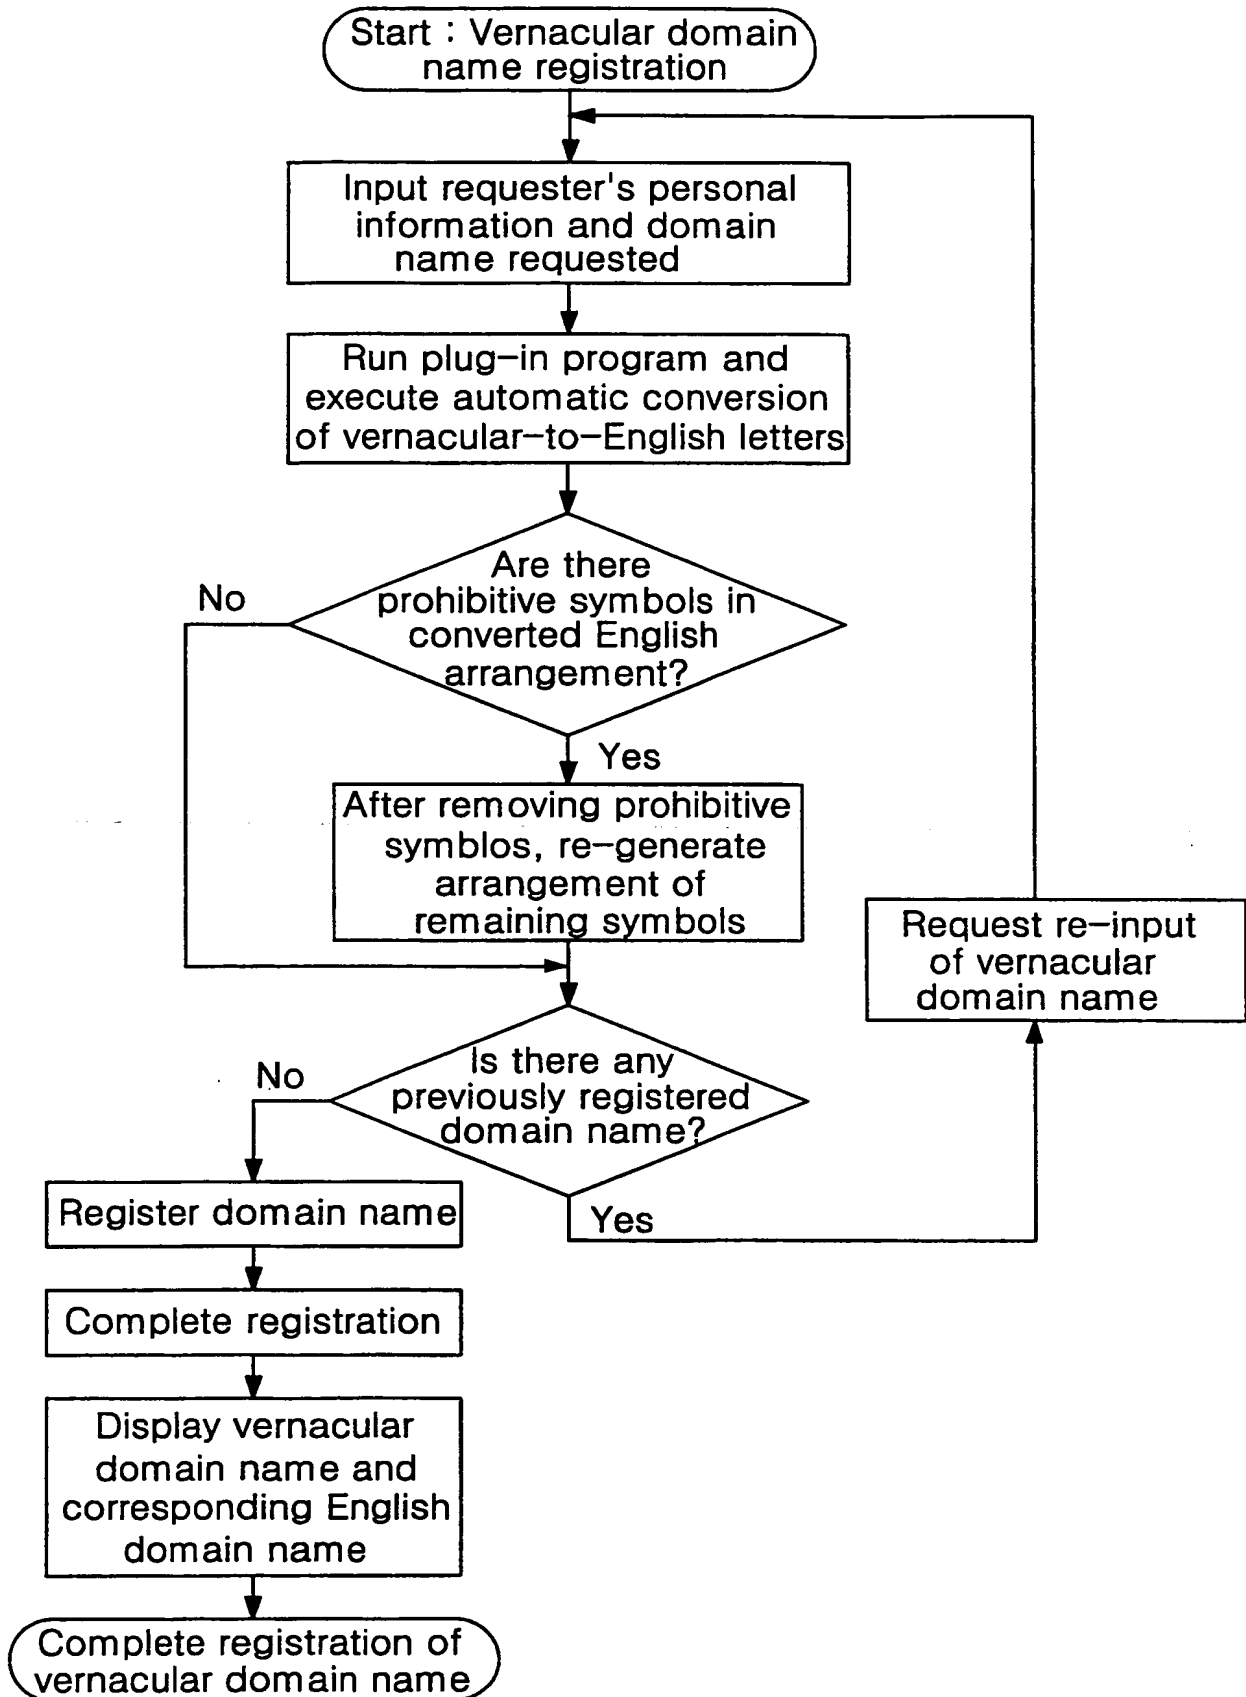 Start : Vernacular domain
name registration
Input requester's personal
information and domain
name requested
Run plug-in program and
execute automatic conversion
of vernacular-to-English letters
Are there
prohibitive symbols in
converted English
arrangement?
No
Yes
After removing prohibitive
symblos, re-generate
arrangement of
remaining symbols
Request re-input
of vernacular
domain name
Is there any
previously registered
domain name?
No
Yes
Register domain name
Complete registration
Display vernacular
domain name and
corresponding English
domain name
Complete registration of
vernacular domain name